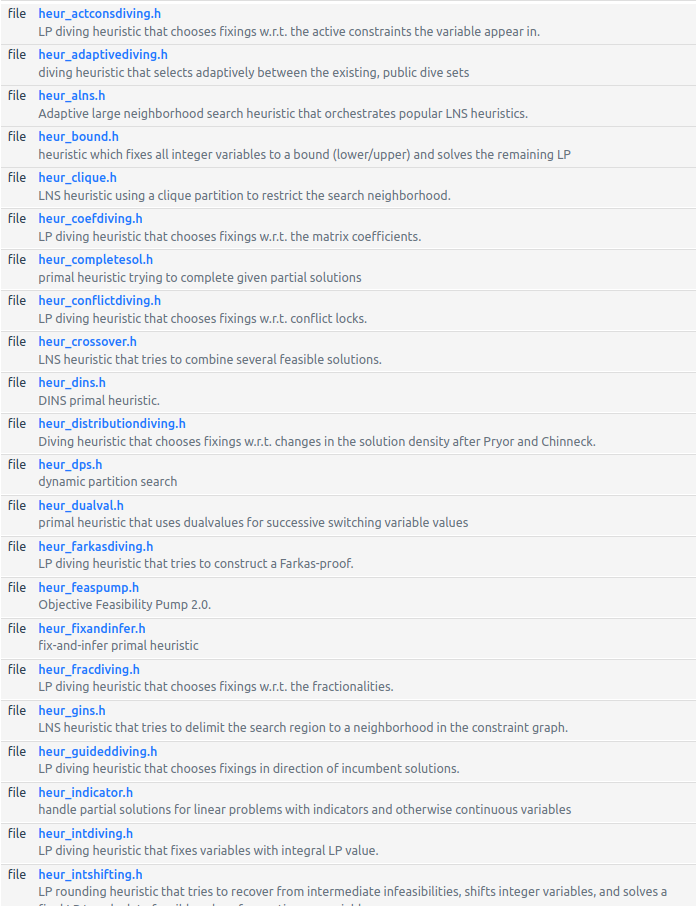 file heur_actconsdiving.h
LP diving heuristic that chooses fixings w.r.t. the active constraints the variable appear in.
file heur_adaptivediving.h
diving heuristic that selects adaptively between the existing, public dive sets
file heur_alns.h
Adaptive large neighborhood search heuristic that orchestrates popular LNS heuristics.
file heur_bound.h
heuristic which fixes all integer variables to a bound (lower/upper) and solves the remaining LP
file heur_clique.h
LNS heuristic using a clique partition to restrict the search neighborhood.
file heur_coefdiving.h
LP diving heuristic that chooses fixings w.r.t. the matrix coefficients.
file heur_completesol.h
primal heuristic trying to complete given partial solutions
file heur_conflictdiving.h
LP diving heuristic that chooses fixings w.r.t. conflict locks.
file heur_crossover.h
LNS heuristic that tries to combine several feasible solutions.
file heur_dins.h
DINS primal heuristic.
file heur_distributiondiving.h
Diving heuristic that chooses fixings w.r.t. changes in the solution density after Pryor and Chinneck.
file heur_dps.h
dynamic partition search
file heur_dualval.h
primal heuristic that uses dualvalues for successive switching variable values
file heur_farkasdiving.h
LP diving heuristic that tries to construct a Farkas-proof.
file heur_feaspump.h
Objective Feasibility Pump 2.0.
file heur_fixandinfer.h
fix-and-infer primal heuristic
file heur_fracdiving.h
LP diving heuristic that chooses fixings w.r.t. the fractionalities.
file heur_gins.h
LNS heuristic that tries to delimit the search region to a neighborhood in the constraint graph.
file heur_guideddiving.h
LP diving heuristic that chooses fixings in direction of incumbent solutions.
file heur_indicator.h
handle partial solutions for linear problems with indicators and otherwise continuous variables
file heur_intdiving.h
LP diving heuristic that fixes variables with integral LP value.
file heur_intshifting.h
LP rounding heuristic that tries to recover from intermediate infeasibilities, shifts integer variables, and solves a